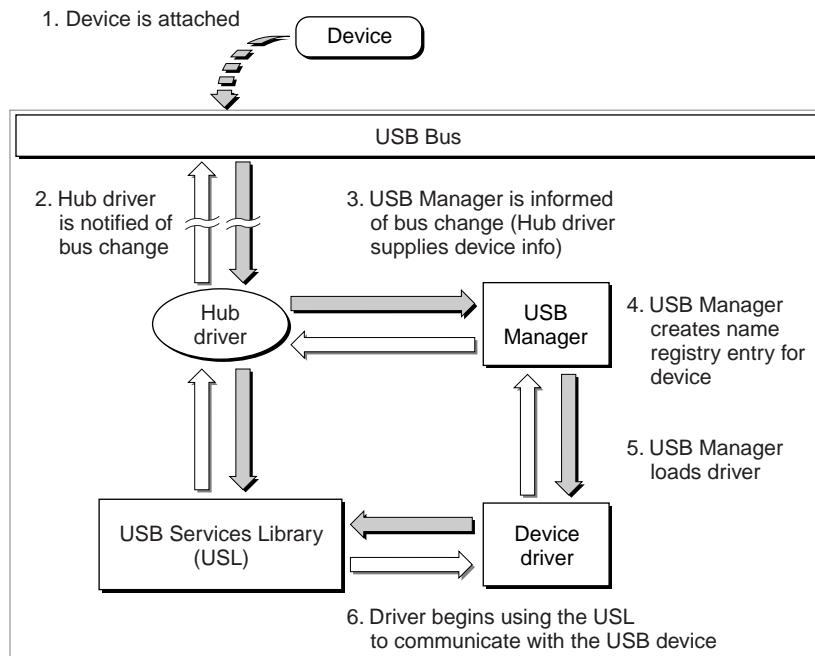 1. Device is attached
Device
USB Bus
2. Hub driver
is notified of
bus change
3. USB Manager is informed
of bus change (Hub driver
supplies device info)
Hub
driver
USB
Manager
4. USB Manager
creates name
registry entry for
device
5. USB Manager
loads driver
USB Services Library
(USL)
Device
driver
6. Driver begins using the USL
to communicate with the USB device